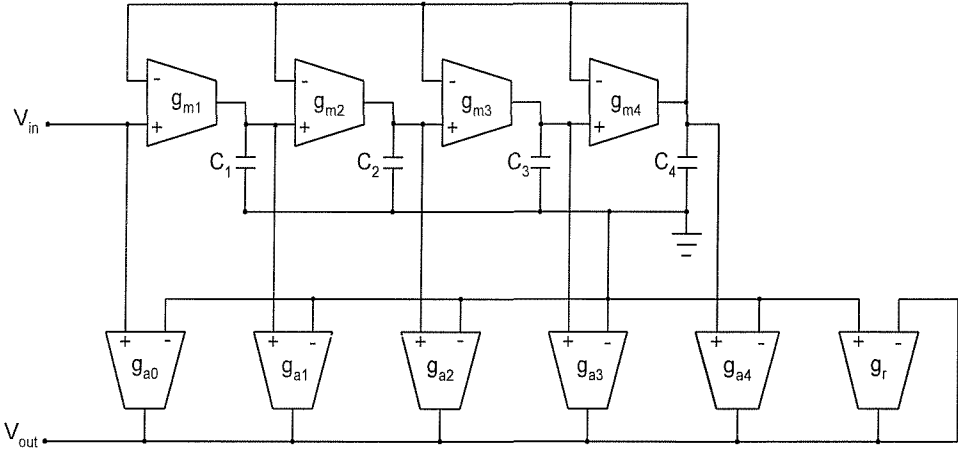 - - - -
g_m1 g_m2 g_m3 g_m4
V_in + + + +
C_1 C_2 C_3 C_4
+ - + - + - + - + - + -
g_a0 g_a1 g_a2 g_a3 g_a4 g_r
V_out